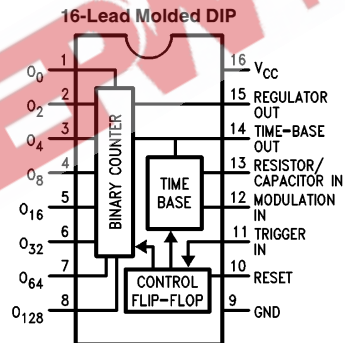 16-Lead Molded DIP
1
O0
2
O2
3
O4
4
O8
5
O16
6
O32
7
O64
8
O128
BINARY COUNTER
TIME
BASE
CONTROL
FLIP-FLOP
16
VCC
15
REGULATOR
OUT
14
TIME-BASE
OUT
13
RESISTOR/
CAPACITOR IN
12
MODULATION
IN
11
TRIGGER
IN
10
RESET
9
GND